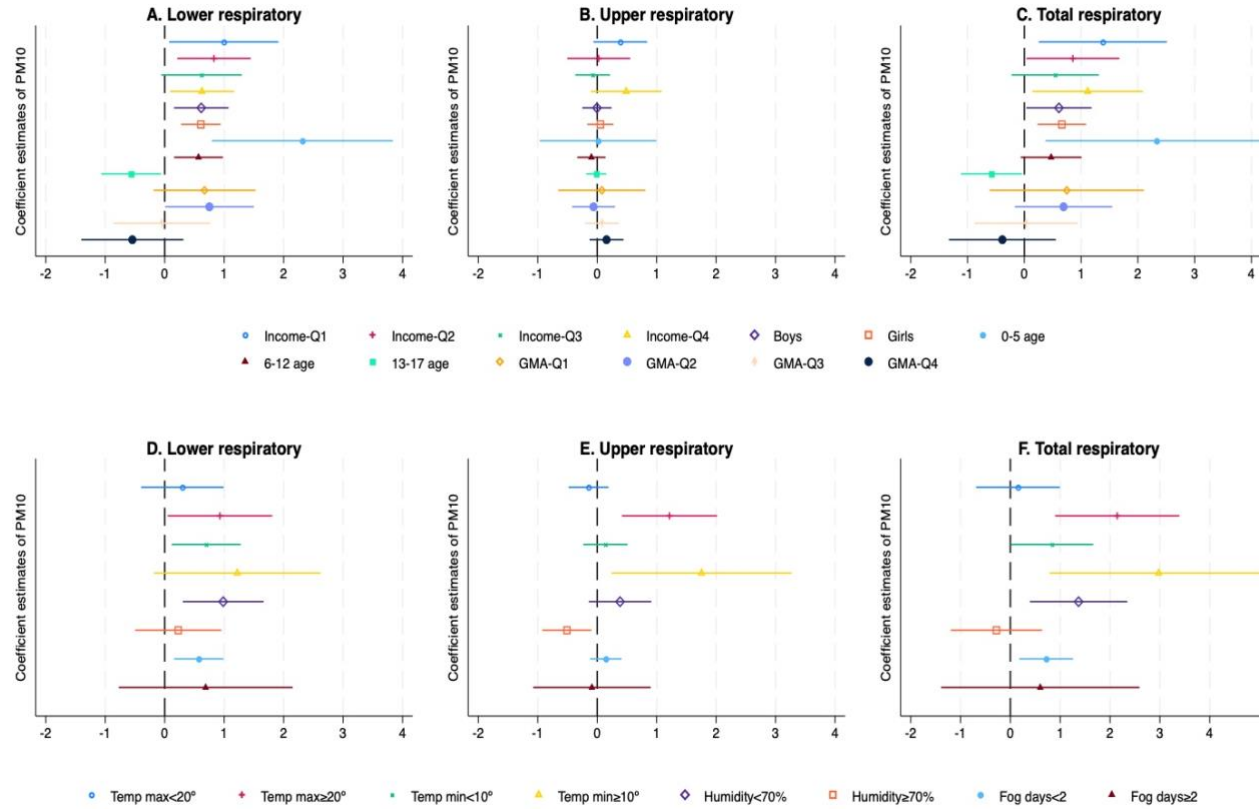 A. Lower respiratory
B. Upper respiratory
C. Total respiratory
Coefficient estimates of PM10
Coefficient estimates of PM10
Coefficient estimates of PM10
-2 -1 0 1 2 3 4
-2 -1 0 1 2 3 4
-2 -1 0 1 2 3 4
Income-Q1 Income-Q2 Income-Q3 Income-Q4 Boys Girls 0-5 age
6-12 age 13-17 age GMA-Q1 GMA-Q2 GMA-Q3 GMA-Q4
D. Lower respiratory
E. Upper respiratory
F. Total respiratory
Coefficient estimates of PM10
Coefficient estimates of PM10
Coefficient estimates of PM10
-2 -1 0 1 2 3 4
-2 -1 0 1 2 3 4
-2 -1 0 1 2 3 4
Temp max<20° Temp max≥20° Temp min<10° Temp min≥10° Humidity<70% Humidity≥70% Fog days<2 Fog days≥2